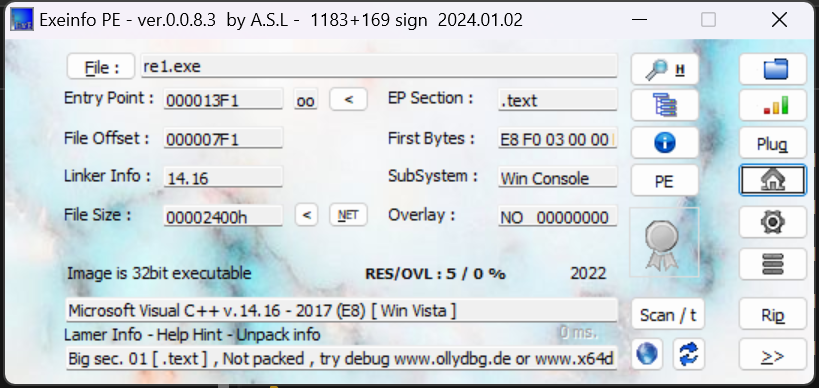 Exeinfo PE - ver.0.0.8.3 by A.S.L - 1183+169 sign 2024.01.02
File : re1.exe H
Entry Point : 000013F1 oo < EP Section : .text
File Offset : 000007F1 First Bytes : E8 F0 03 00 00 Plug
Linker Info : 14.16 SubSystem : Win Console PE
File Size : 00002400h < NET Overlay : NO 00000000
Image is 32bit executable RES/OVL : 5 / 0 % 2022
Microsoft Visual C++ v.14.16 - 2017 (E8) [ Win Vista ] Scan / t Rip
Lamer Info - Help Hint - Unpack info 0 ms.
Big sec. 01 [ .text ] , Not packed , try debug www.ollydbg.de or www.x64d >>